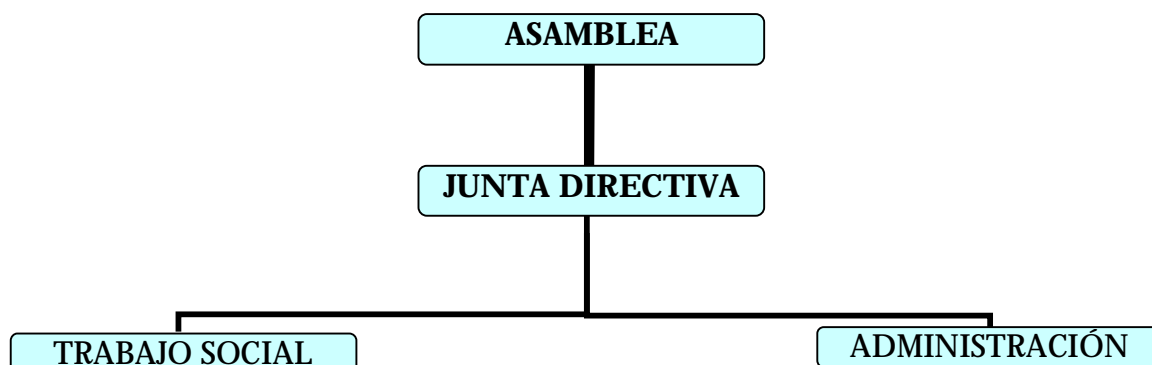 ASAMBLEA
JUNTA DIRECTIVA
TRABAJO SOCIAL
ADMINISTRACIÓN